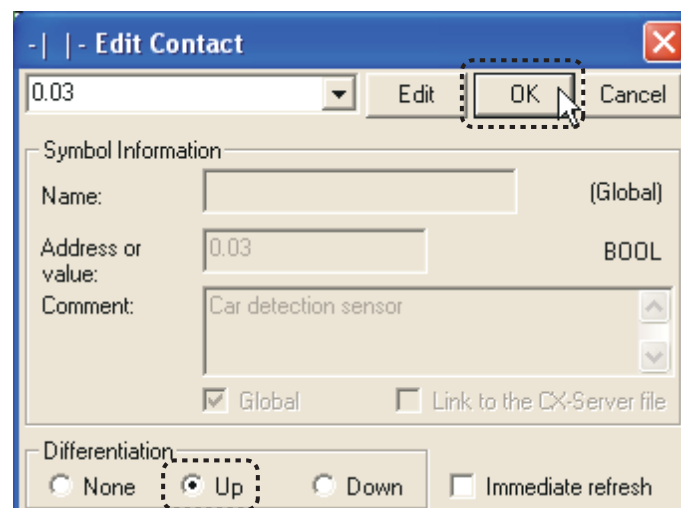 -| |- Edit Contact
0.03 Edit OK Cancel
Symbol Information
Name: (Global)
Address or value: 0.03 BOOL
Comment: Car detection sensor
Global Link to the CX-Server file
Differentiation
None Up Down Immediate refresh